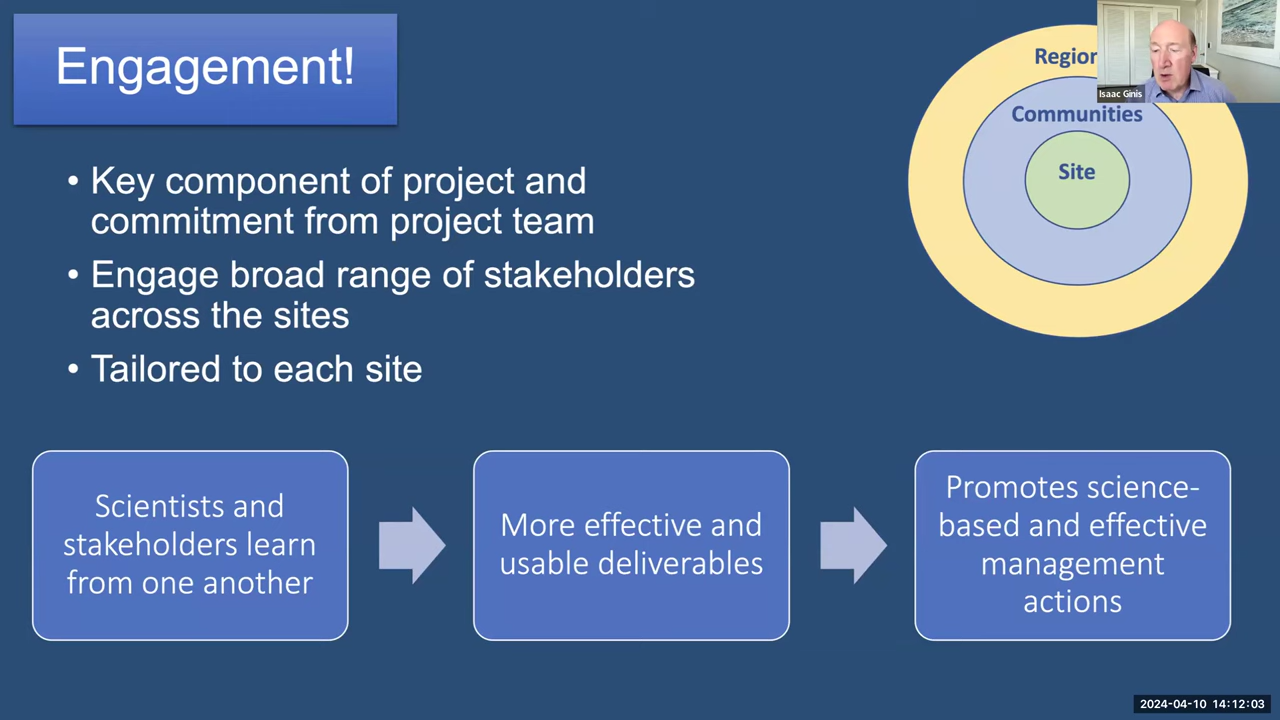 Engagement!
Isaac Ginis
Communities
Site
• Key component of project and
commitment from project team
• Engage broad range of stakeholders
across the sites
• Tailored to each site
Scientists and
stakeholders learn
from one another
More effective and
usable deliverables
Promotes science-
based and effective
management
actions
2024-04-10 14:12:03